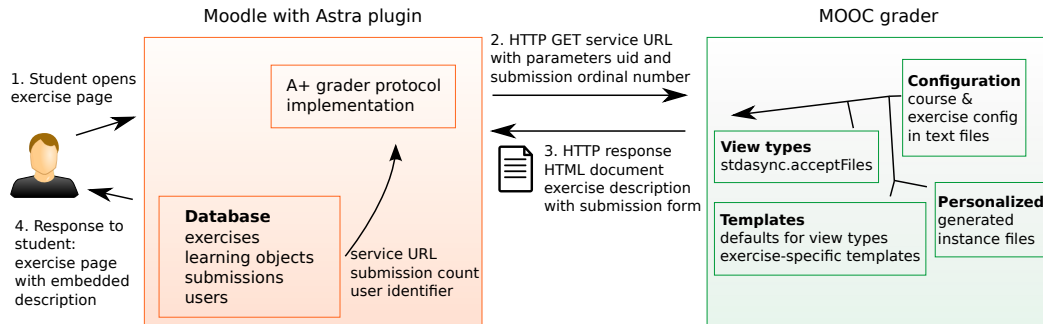 Moodle with Astra plugin
MOOC grader
1. Student opens
exercise page
A+ grader protocol
implementation
2. HTTP GET service URL
with parameters uid and
submission ordinal number
Configuration
course &
exercise config
in text files
View types
stdasync.acceptFiles
3. HTTP response
HTML document
exercise description
with submission form
4. Response to
student:
exercise page
with embedded
description
Database
exercises
learning objects
submissions
users
service URL
submission count
user identifier
Templates
defaults for view types
exercise-specific templates
Personalized
generated
instance files